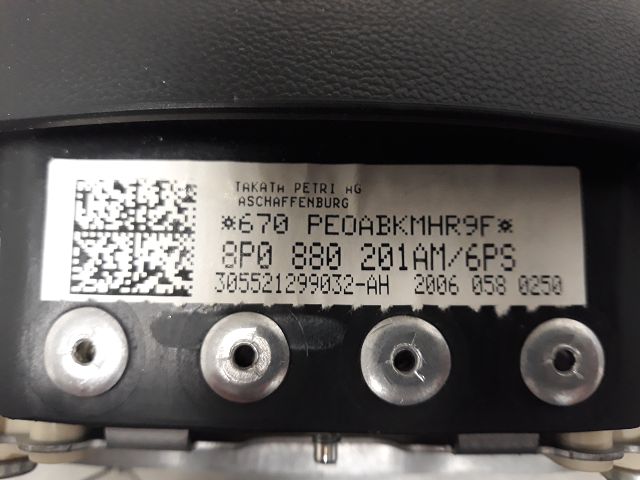 TAKATA PETRI AG
ASCHAFFENBURG
*670 PEOABKMHR9F*
8P0 880 201AM/6PS
305521299032-AH 2006 058 0250